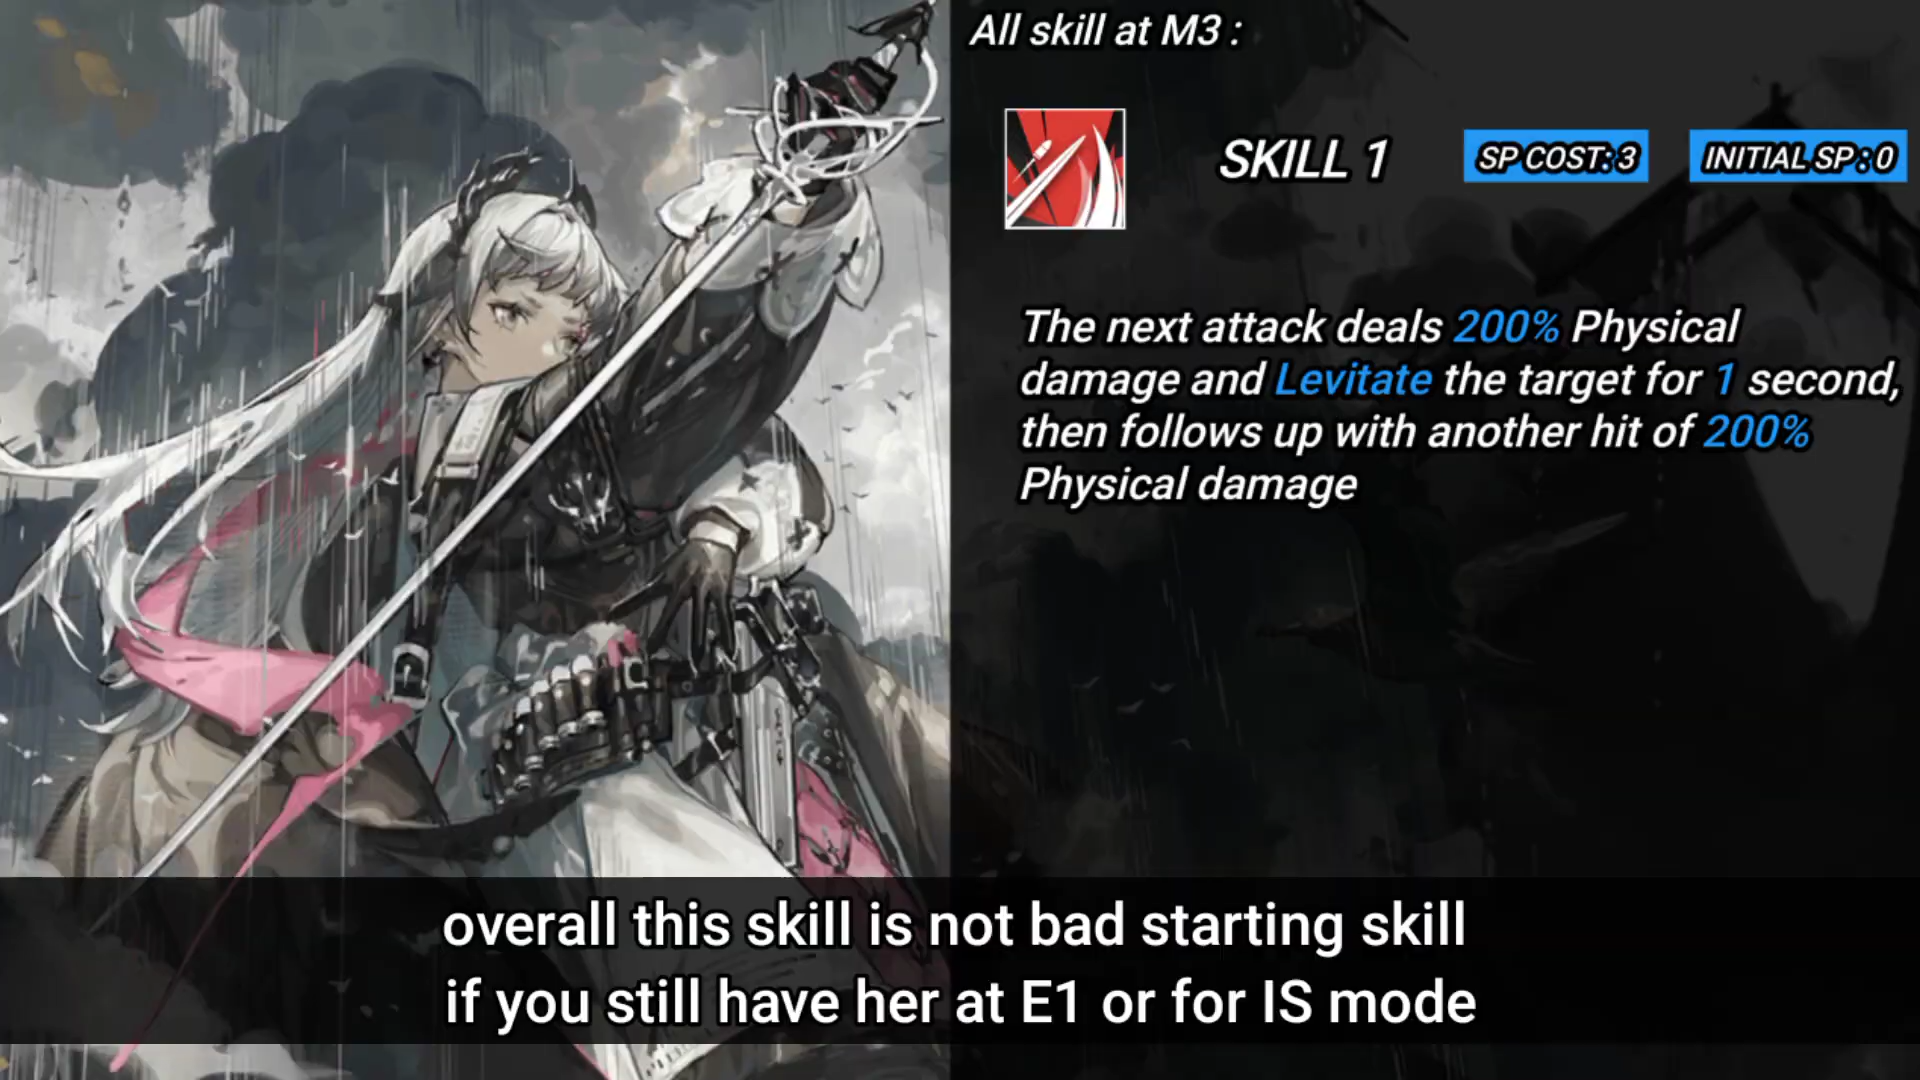 All skill at M3 :
SKILL 1
SP COST: 3
INITIAL SP : 0
The next attack deals 200% Physical
damage and Levitate the target for 1 second,
then follows up with another hit of 200%
Physical damage
overall this skill is not bad starting skill
if you still have her at E1 or for IS mode